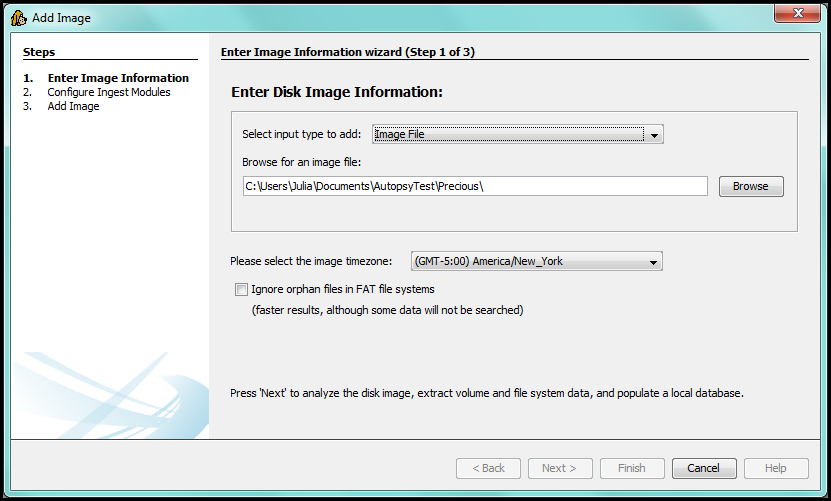 Add Image
Steps
1. Enter Image Information
2. Configure Ingest Modules
3. Add Image
Enter Image Information wizard (Step 1 of 3)
Enter Disk Image Information:
Select input type to add: Image File
Browse for an image file:
C:\Users\Julia\Documents\AutopsyTest\Precious\ Browse
Please select the image timezone: (GMT-5:00) America/New_York
Ignore orphan files in FAT file systems
(faster results, although some data will not be searched)
Press 'Next' to analyze the disk image, extract volume and file system data, and populate a local database.
< Back Next > Finish Cancel Help